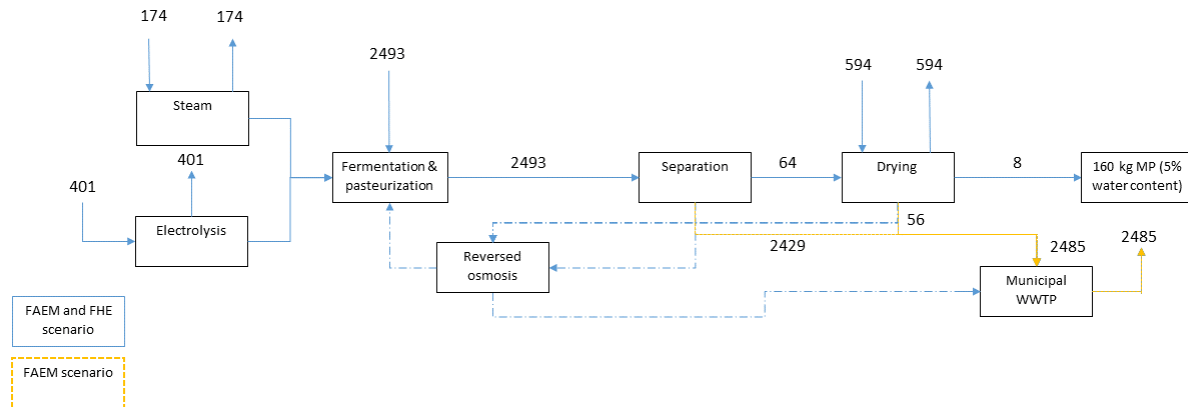 174
174
Steam
2493
594
594
401
Fermentation &
pasteurization
2493
Separation
64
Drying
8
160 kg MP (5%
water content)
401
Electrolysis
56
2429
2485
2485
Reversed
osmosis
Municipal
WWTP
FAEM and FHE
scenario
FAEM scenario